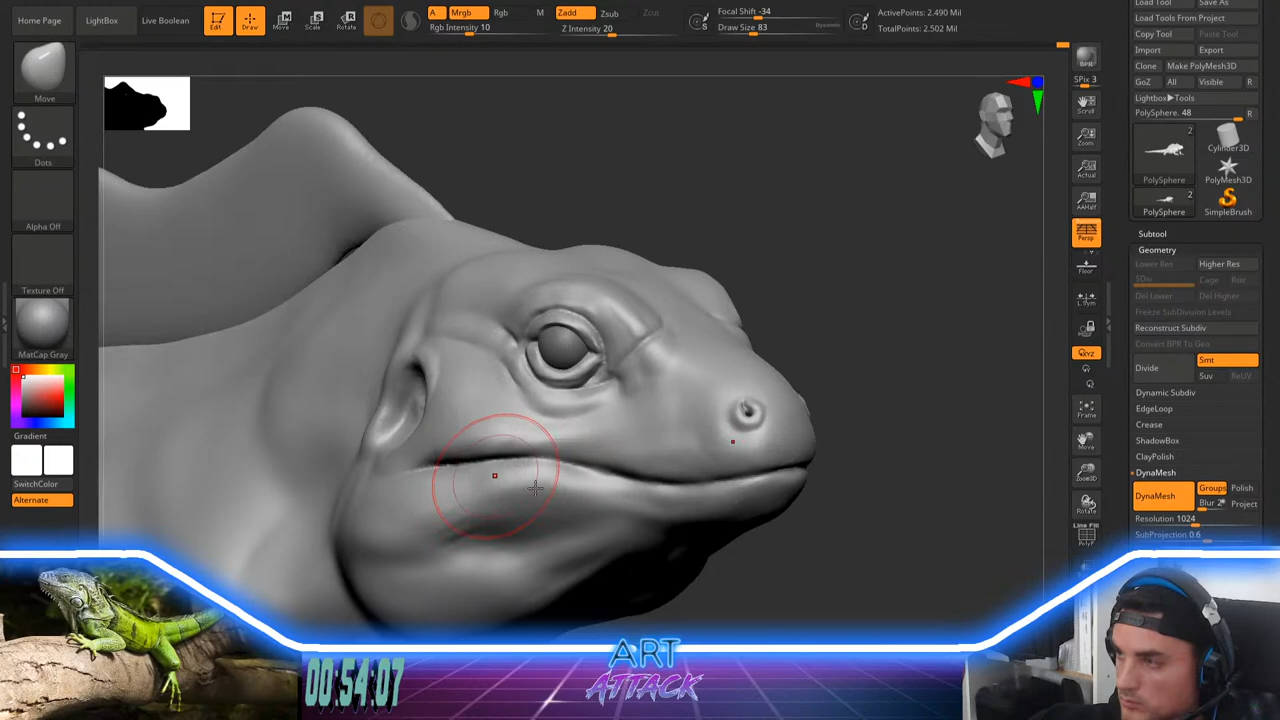 Home Page
LightBox
Live Boolean
Edit
Draw
Move
Scale
Rotate
A
Mrgb
Rgb
M
Rgb Intensity 10
Zadd
Zsub
Zcut
Z Intensity 20
S
Focal Shift -34
Draw Size 83
Dynamic
D
ActivePoints: 2.490 Mil
TotalPoints: 2.502 Mil
Move
Dots
Alpha Off
Texture Off
MatCap Gray
Gradient
SwitchColor
Alternate
BPR
SPix 3
Scroll
Zoom
Actual
AAHalf
Persp
Floor
L.Sym
XYZ
Frame
Move
Zoom3D
Rotate
Line Fill
PolyF
Load Tool
Save As
Load Tools From Project
Copy Tool
Paste Tool
Import
Export
Clone
Make PolyMesh3D
GoZ
All
Visible
R
Lightbox▶Tools
PolySphere. 48
R
2
PolySphere
Cylinder3D
PolyMesh3D
2
PolySphere
SimpleBrush
Subtool
Geometry
Lower Res
Higher Res
SDiv
Cage
Rstr
Del Lower
Del Higher
Freeze SubDivision Levels
Reconstruct Subdiv
Convert BPR To Geo
Divide
Smt
Suv
ReUV
Dynamic Subdiv
EdgeLoop
Crease
ShadowBox
ClayPolish
DynaMesh
DynaMesh
Groups
Polish
Blur 2
Project
Resolution 1024
SubProjection 0.6
00:54:07
ART
ATTACK